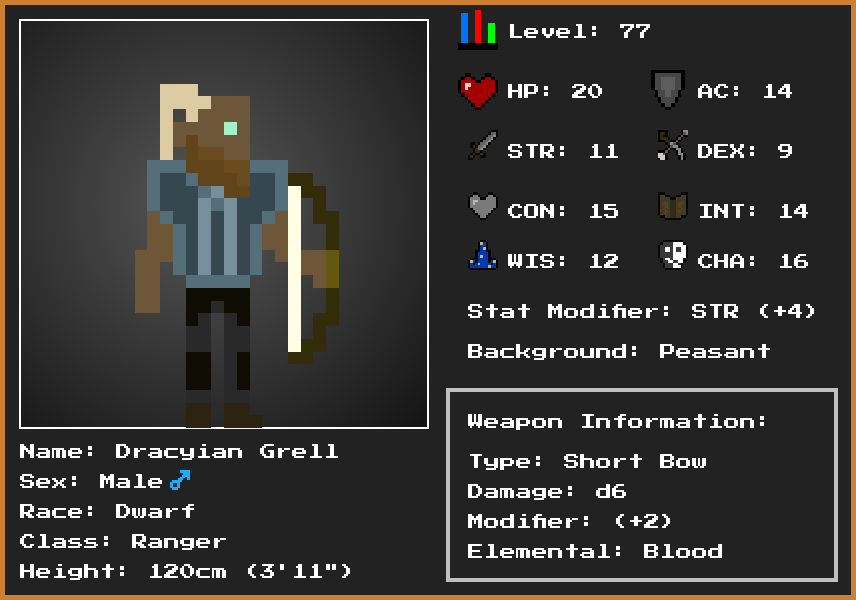 Level: 77
HP: 20 AC: 14
STR: 11 DEX: 9
CON: 15 INT: 14
WIS: 12 CHA: 16
Stat Modifier: STR (+4)
Background: Peasant
Weapon Information:
Type: Short Bow
Damage: d6
Modifier: (+2)
Elemental: Blood
Name: Dracyian Grell
Sex: Male ♂
Race: Dwarf
Class: Ranger
Height: 120cm (3'11")